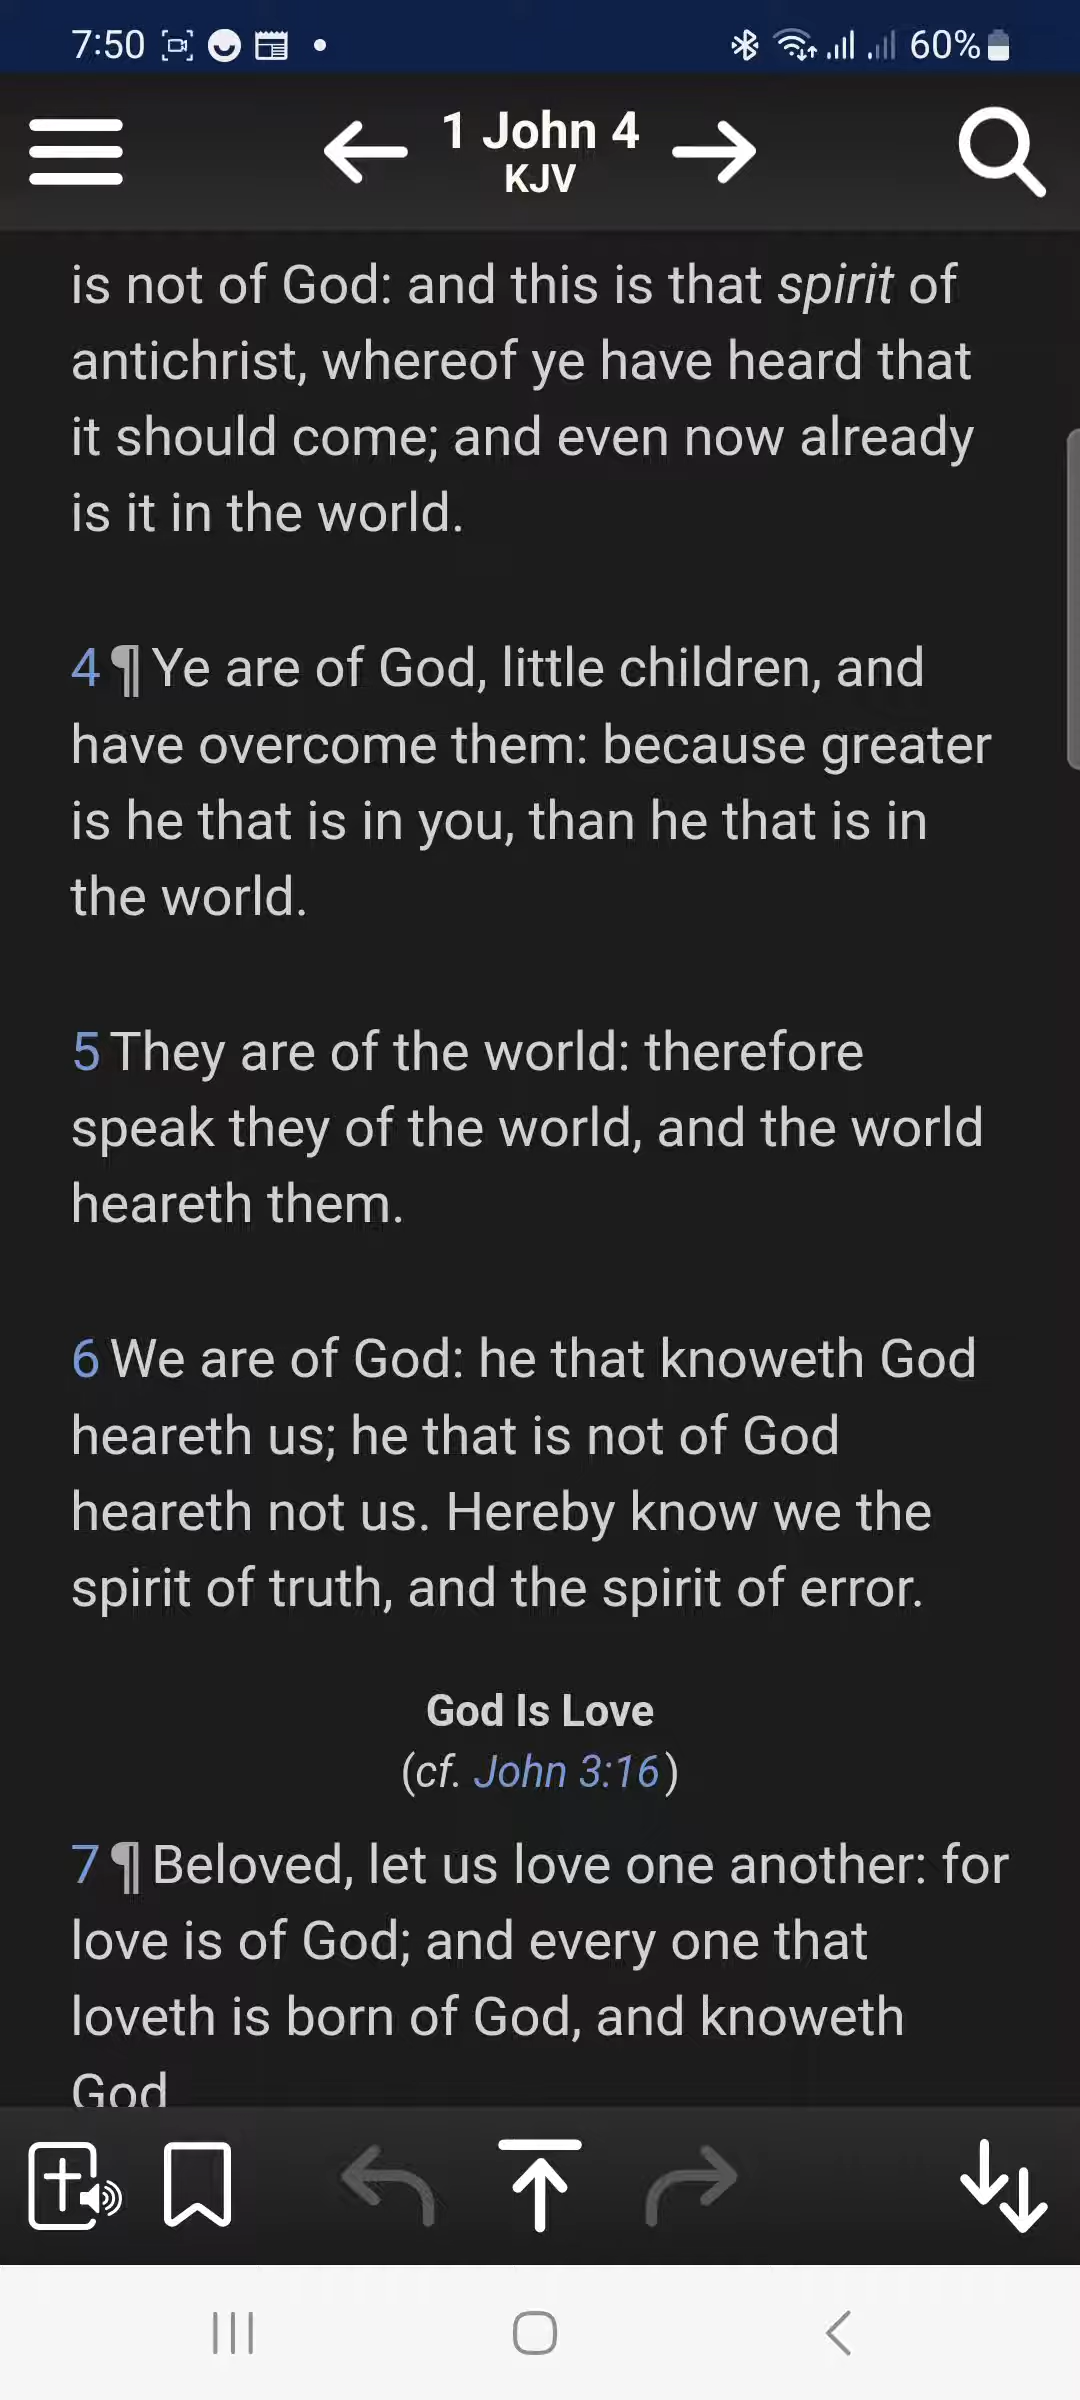 7:50
60%
1 John 4
KJV
is not of God: and this is that spirit of
antichrist, whereof ye have heard that
it should come; and even now already
is it in the world.
4 ¶ Ye are of God, little children, and
have overcome them: because greater
is he that is in you, than he that is in
the world.
5 They are of the world: therefore
speak they of the world, and the world
heareth them.
6 We are of God: he that knoweth God
heareth us; he that is not of God
heareth not us. Hereby know we the
spirit of truth, and the spirit of error.
God Is Love
(cf. John 3:16)
7 ¶ Beloved, let us love one another: for
love is of God; and every one that
loveth is born of God, and knoweth
God